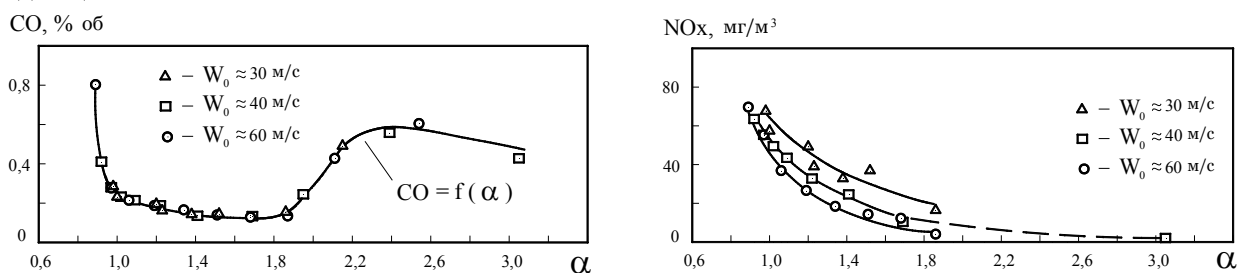 CO, % об
△ – W₀ ≈ 30 м/с
□ – W₀ ≈ 40 м/с
○ – W₀ ≈ 60 м/с
CO = f ( α )
0,8
0,4
0
0,6 1,0 1,4 1,8 2,2 2,6 3,0 α
NOx, мг/м³
△ – W₀ ≈ 30 м/с
□ – W₀ ≈ 40 м/с
○ – W₀ ≈ 60 м/с
80
40
0
0,6 1,0 1,4 1,8 2,2 2,6 3,0 α